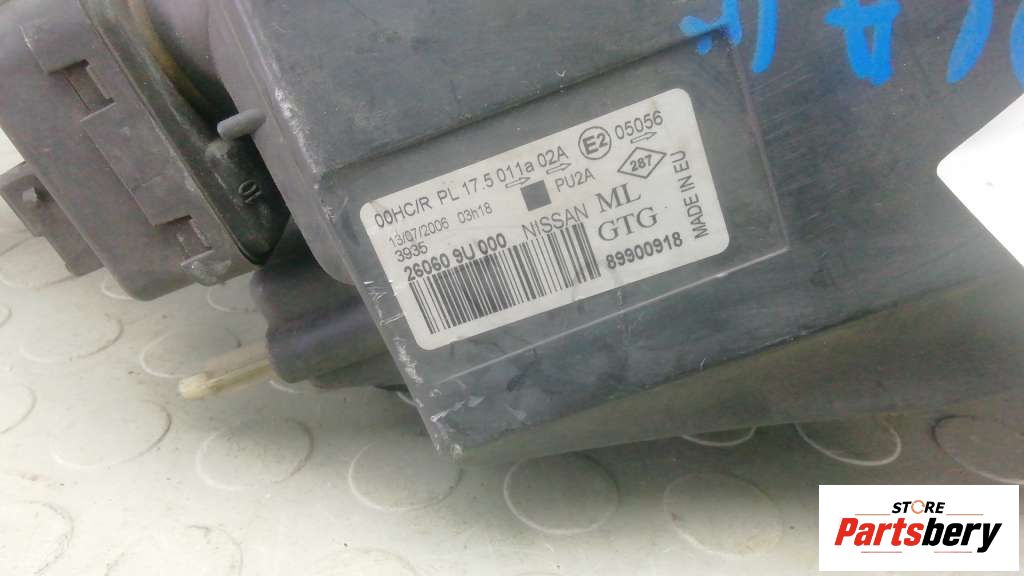 00HC/R PL 17.5 011a 02A E2 05056
13/07/2006 03h18 PU2A 287
3935
26060 9U 000 NISSAN ML
GTG
89900918
MADE IN EU
STORE
Partsbery